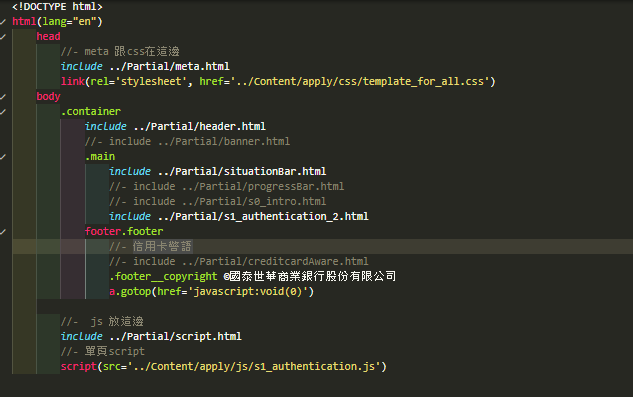 <!DOCTYPE html>
html(lang="en")
head
//- meta 跟css在這邊
include ../Partial/meta.html
link(rel='stylesheet', href='../Content/apply/css/template_for_all.css')
body
.container
include ../Partial/header.html
//- include ../Partial/banner.html
.main
include ../Partial/situationBar.html
//- include ../Partial/progressBar.html
//- include ../Partial/s0_intro.html
include ../Partial/s1_authentication_2.html
footer.footer
//- 信用卡警語
//- include ../Partial/creditcardAware.html
.footer__copyright ©國泰世華商業銀行股份有限公司
a.gotop(href='javascript:void(0)')
//-  js 放這邊
include ../Partial/script.html
//- 單頁script
script(src='../Content/apply/js/s1_authentication.js')